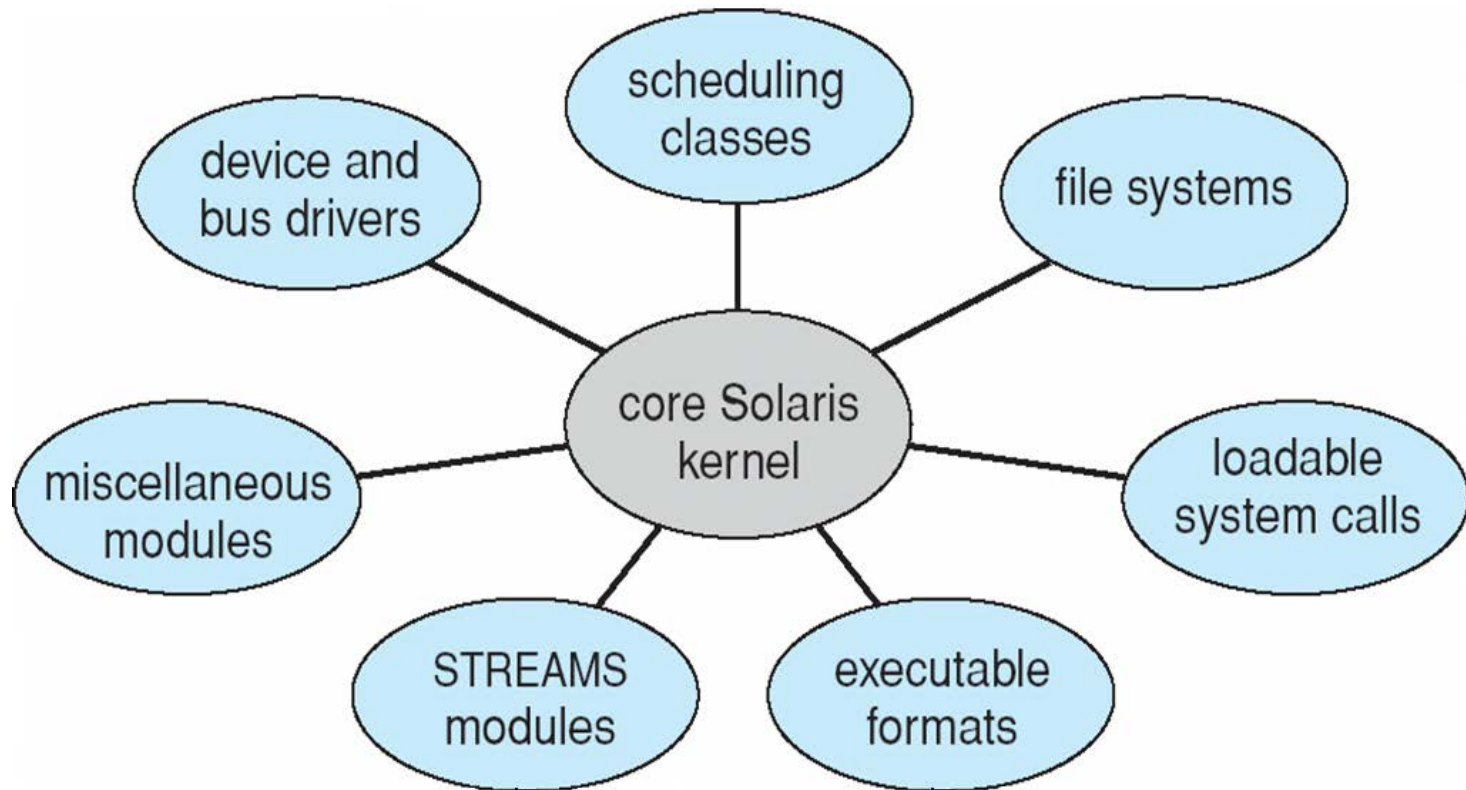 scheduling
classes
device and
bus drivers
file systems
core Solaris
kernel
miscellaneous
modules
loadable
system calls
STREAMS
modules
executable
formats